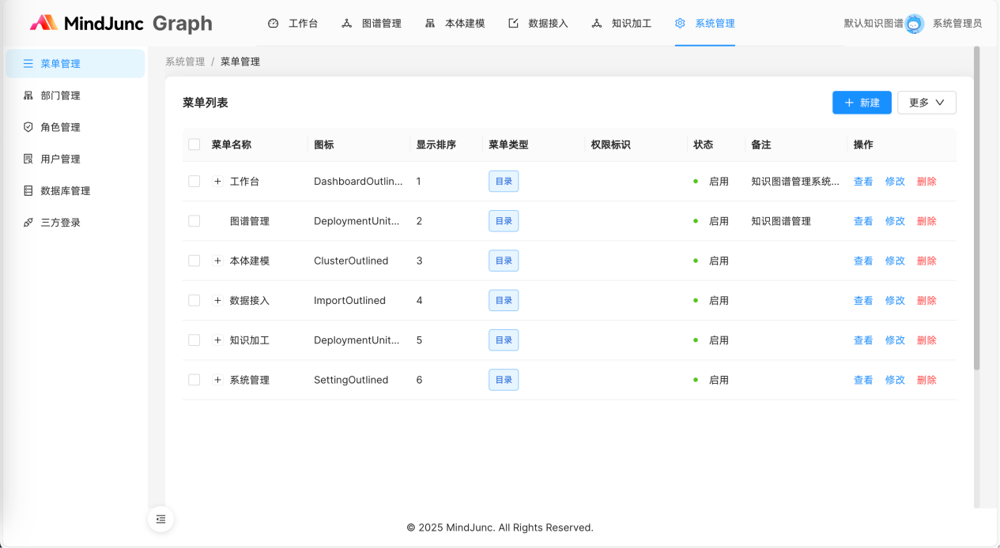 MindJunc Graph
工作台 图谱管理 本体建模 数据接入 知识加工 系统管理
默认知识图谱 系统管理员
菜单管理
部门管理
角色管理
用户管理
数据库管理
三方登录
系统管理 / 菜单管理
菜单列表
新建 更多
菜单名称 图标 显示排序 菜单类型 权限标识 状态 备注 操作
工作台 DashboardOutlin... 1 目录 启用 知识图谱管理系统... 查看 修改 删除
图谱管理 DeploymentUnit... 2 目录 启用 知识图谱管理 查看 修改 删除
本体建模 ClusterOutlined 3 目录 启用 查看 修改 删除
数据接入 ImportOutlined 4 目录 启用 查看 修改 删除
知识加工 DeploymentUnit... 5 目录 启用 查看 修改 删除
系统管理 SettingOutlined 6 目录 启用 查看 修改 删除
© 2025 MindJunc. All Rights Reserved.